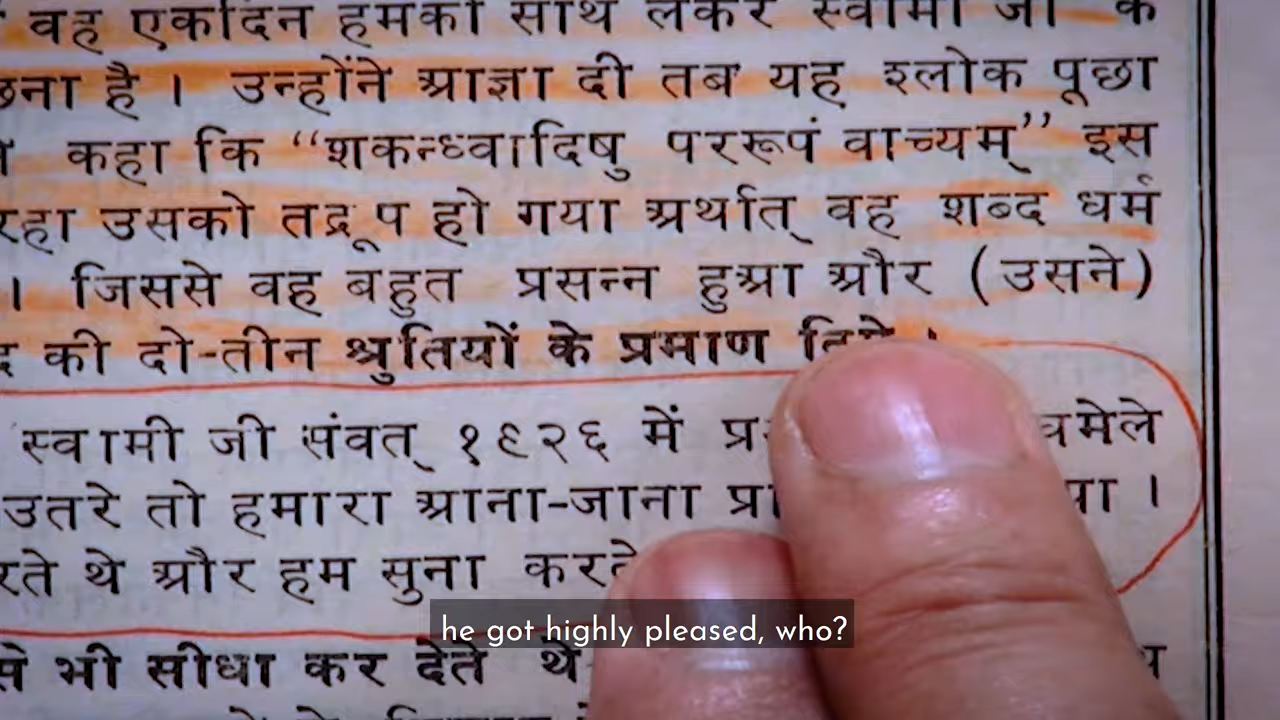 वह एकदिन हमको साथ लेकर स्वामी जी के
है । उन्होंने आज्ञा दी तब यह श्लोक पूछा
कहा कि “शकन्ध्वादिषु पररूपं वाच्यम्” इस
रहा उसको तद्रूप हो गया अर्थात् वह शब्द धर्म
। जिससे वह बहुत प्रसन्न हुआ और (उसने)
की दो-तीन श्रुतियों के प्रमाण दिये ।
स्वामी जी संवत् १९२६ में
उतरे तो हमारा आना-जाना
थे और हम सुना करते
he got highly pleased, who?
से भी सीधा कर देते थे